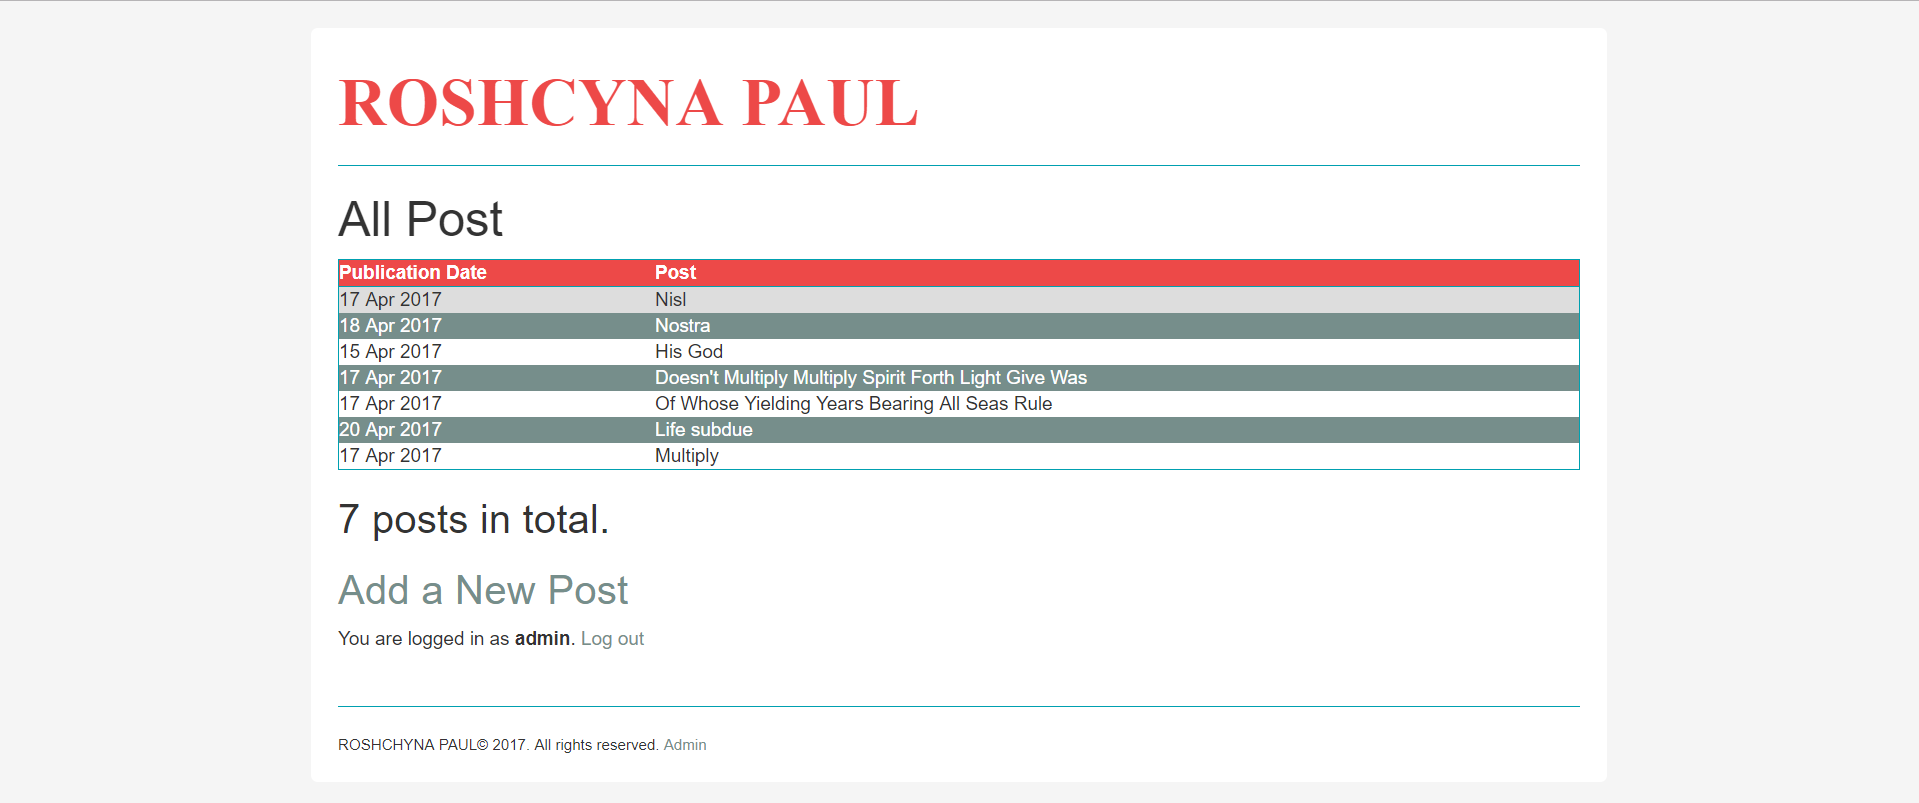 ROSHCYNA PAUL
All Post
Publication Date Post
17 Apr 2017 Nisl
18 Apr 2017 Nostra
15 Apr 2017 His God
17 Apr 2017 Doesn't Multiply Multiply Spirit Forth Light Give Was
17 Apr 2017 Of Whose Yielding Years Bearing All Seas Rule
20 Apr 2017 Life subdue
17 Apr 2017 Multiply
7 posts in total.
Add a New Post
You are logged in as admin. Log out
ROSHCHYNA PAUL© 2017. All rights reserved. Admin